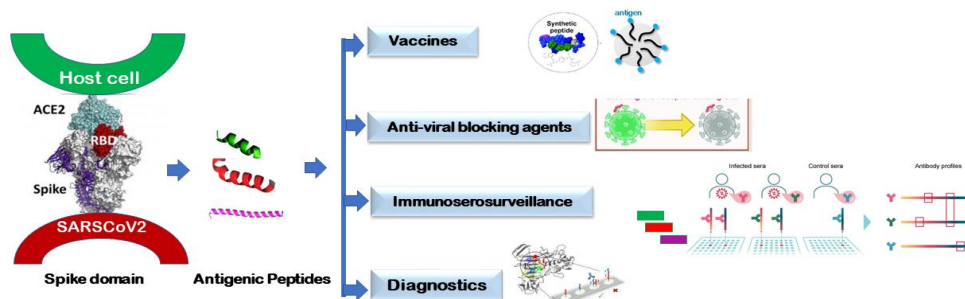 Host cell
ACE2
RBD
Spike
SARSCoV2
Spike domain
Antigenic Peptides
Vaccines
Synthetic
peptide
antigen
Anti-viral blocking agents
Immunoserosurveillance
Infected sera
Control sera
Antibody profiles
Diagnostics